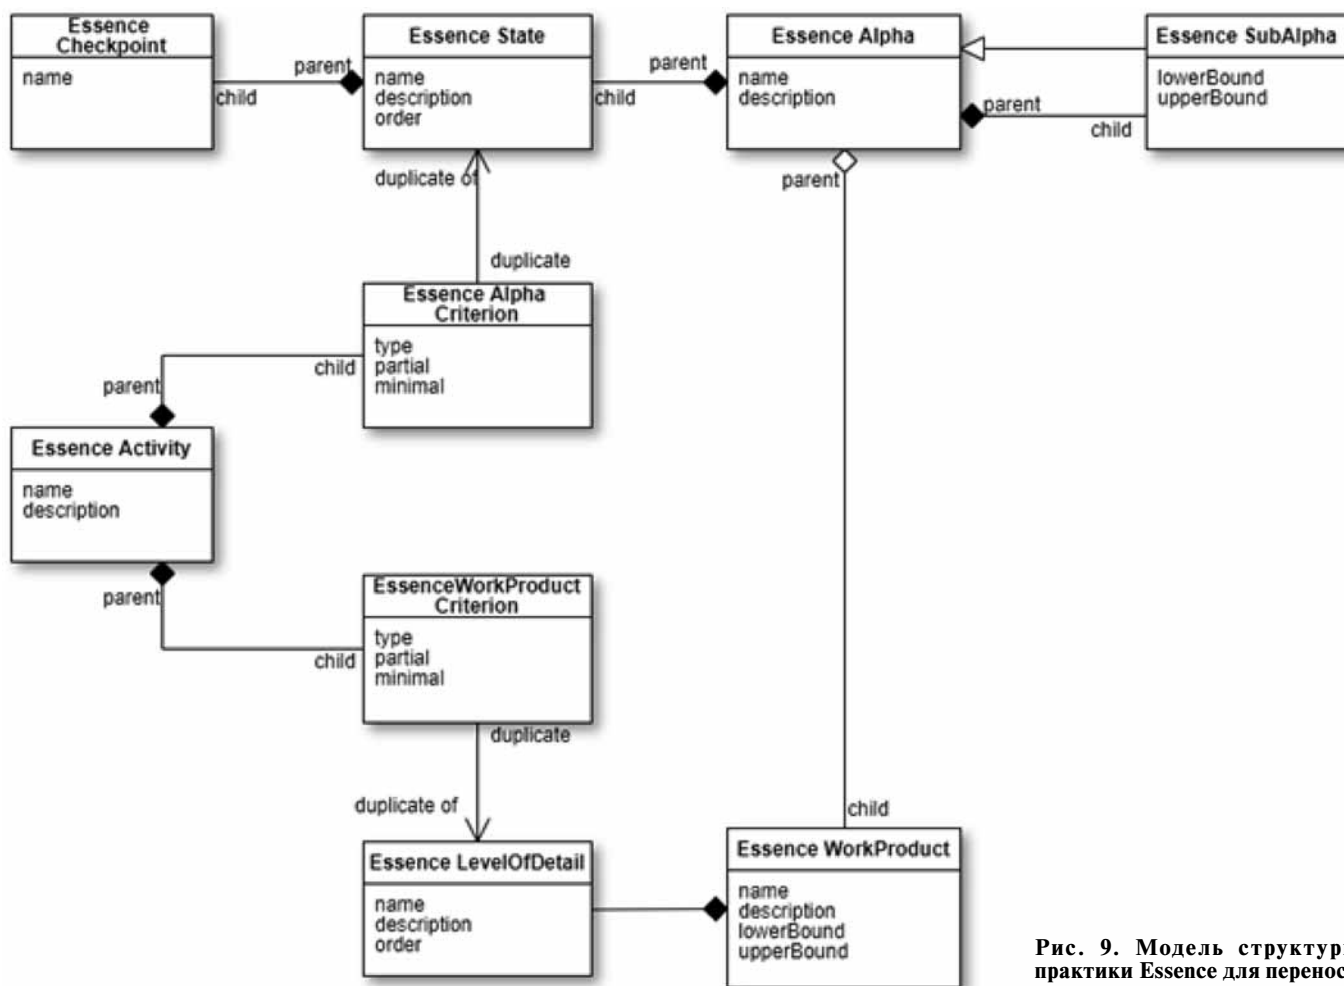 Essence
Checkpoint
name
parent
child
Essence State
name
description
order
parent
child
Essence Alpha
name
description
Essence SubAlpha
lowerBound
upperBound
parent
child
duplicate of
parent
duplicate
Essence Alpha
Criterion
type
partial
minimal
child
parent
Essence Activity
name
description
parent
EssenceWorkProduct
Criterion
type
partial
minimal
child
duplicate
duplicate of
child
Essence LevelOfDetail
name
description
order
Essence WorkProduct
name
description
lowerBound
upperBound
Рис. 9. Модель структур
практики Essence для перенос